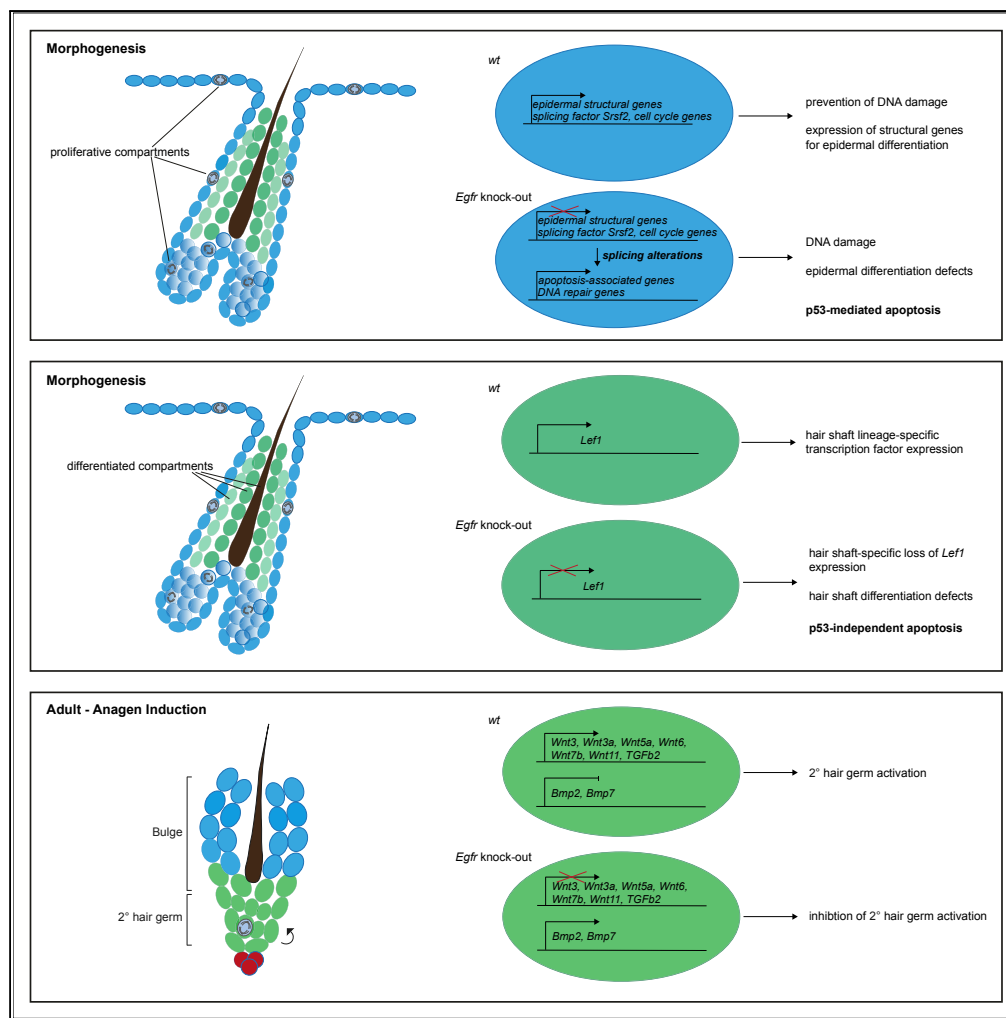 Morphogenesis
proliferative compartments
wt
epidermal structural genes
splicing factor Srsf2, cell cycle genes
prevention of DNA damage
expression of structural genes
for epidermal differentiation
Egfr knock-out
epidermal structural genes
splicing factor Srsf2, cell cycle genes
splicing alterations
apoptosis-associated genes
DNA repair genes
DNA damage
epidermal differentiation defects
p53-mediated apoptosis
Morphogenesis
differentiated compartments
wt
Lef1
hair shaft lineage-specific
transcription factor expression
Egfr knock-out
Lef1
hair shaft-specific loss of Lef1
expression
hair shaft differentiation defects
p53-independent apoptosis
Adult - Anagen Induction
Bulge
2° hair germ
wt
Wnt3, Wnt3a, Wnt5a, Wnt6,
Wnt7b, Wnt11, TGFb2
Bmp2, Bmp7
2° hair germ activation
Egfr knock-out
Wnt3, Wnt3a, Wnt5a, Wnt6,
Wnt7b, Wnt11, TGFb2
Bmp2, Bmp7
inhibtion of 2° hair germ activation